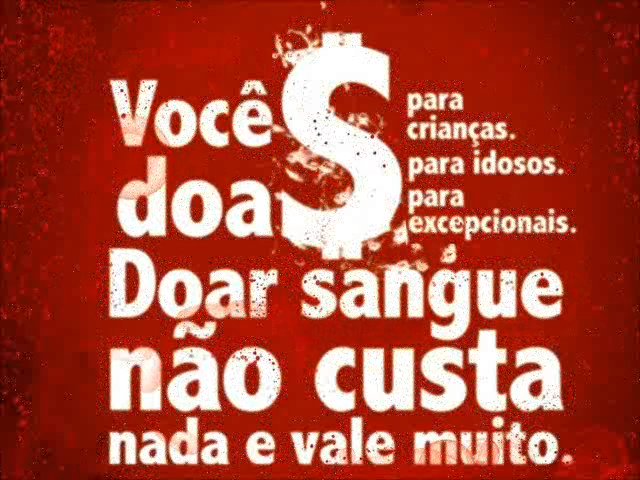 Você $ para
crianças.
para idosos.
doa para
excepcionais.
Doar sangue
não custa
nada e vale muito.